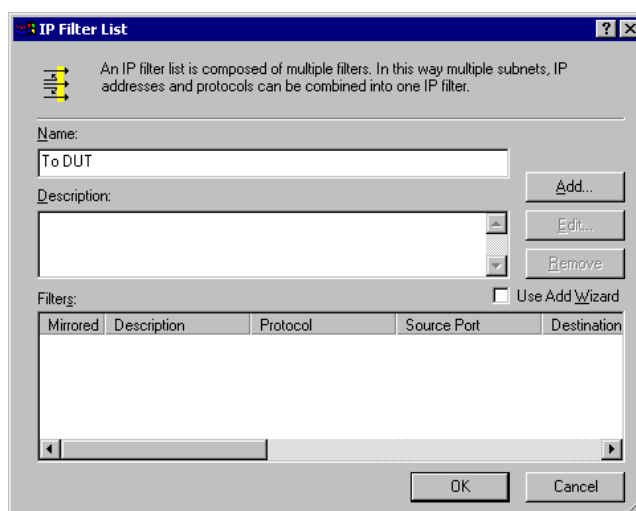 IP Filter List
An IP filter list is composed of multiple filters. In this way multiple subnets, IP
addresses and protocols can be combined into one IP filter.
Name:
To DUT
Add...
Description:
Edit...
Remove
Filters:
Use Add Wizard
Mirrored Description Protocol Source Port Destination
OK Cancel